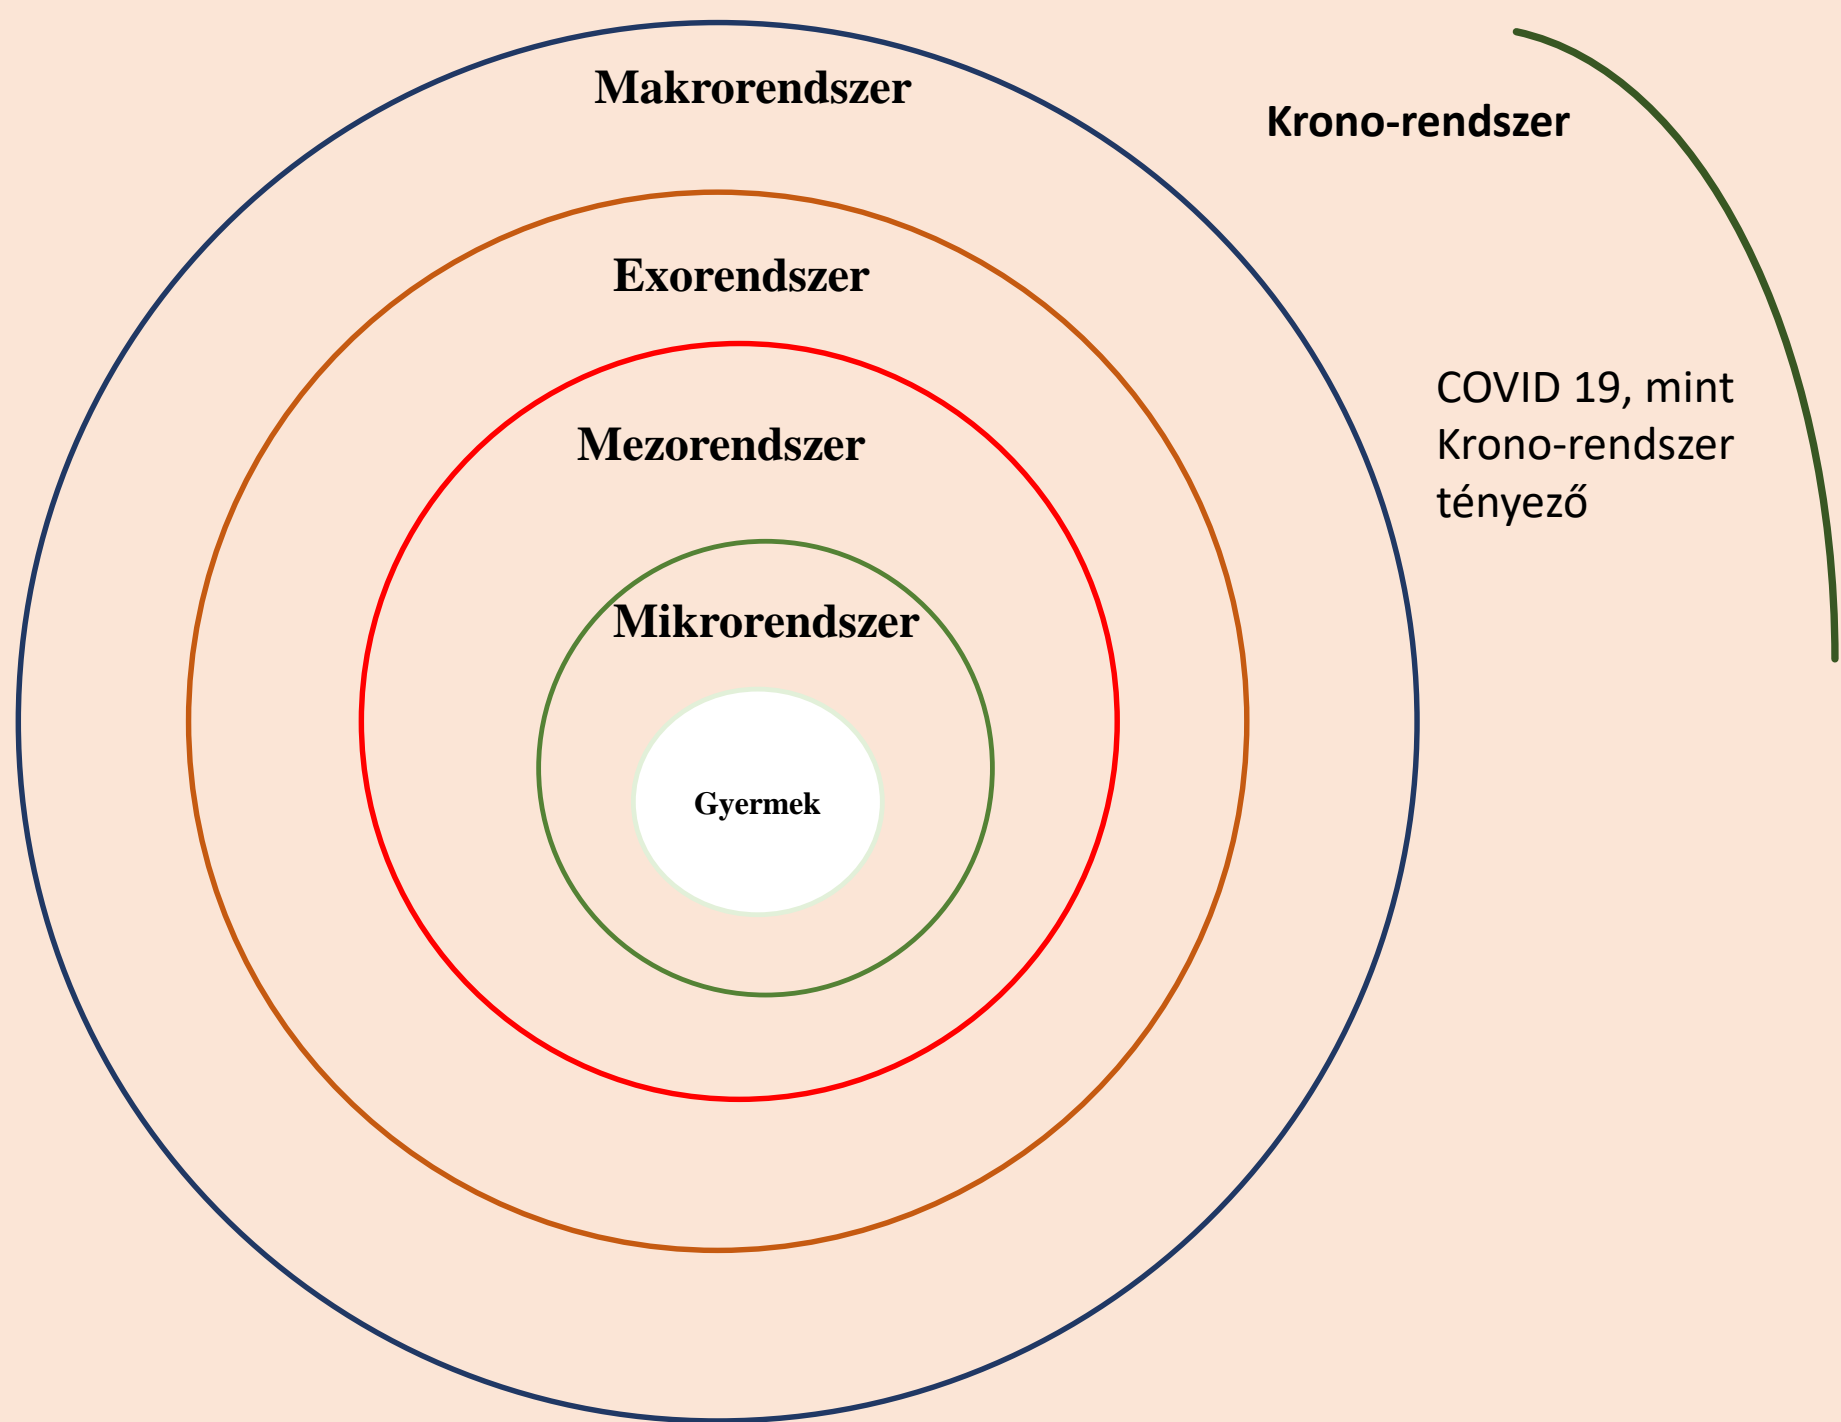 Makrorendszer
Krono-rendszer
Exorendszer
COVID 19, mint
Krono-rendszer
tényező
Mezorendszer
Mikrorendszer
Gyermek